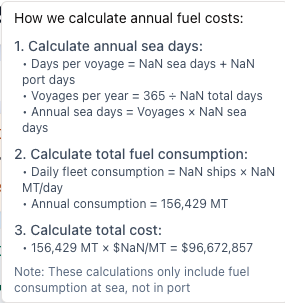 How we calculate annual fuel costs:
1. Calculate annual sea days:
• Days per voyage = NaN sea days + NaN
port days
• Voyages per year = 365 ÷ NaN total days
• Annual sea days = Voyages × NaN sea
days
2. Calculate total fuel consumption:
• Daily fleet consumption = NaN ships × NaN
MT/day
• Annual consumption = 156,429 MT
3. Calculate total cost:
• 156,429 MT × $NaN/MT = $96,672,857
Note: These calculations only include fuel
consumption at sea, not in port